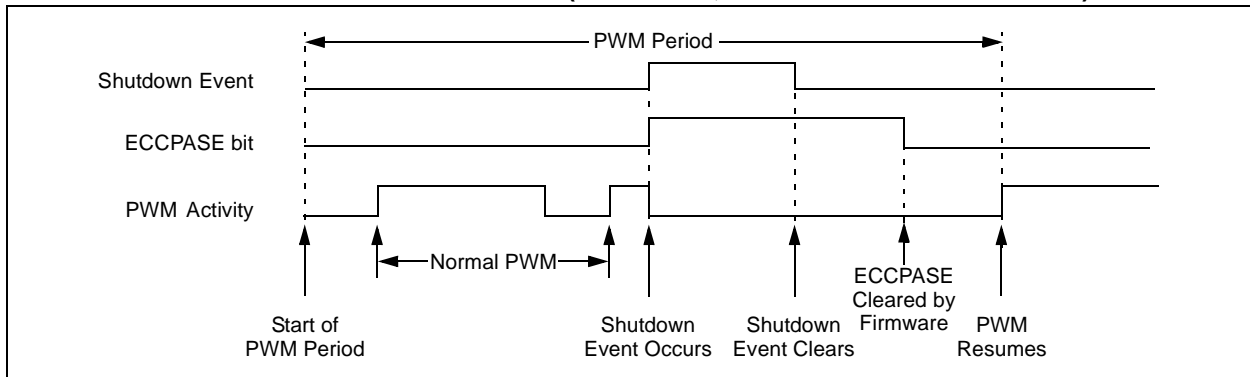 PWM Period
Shutdown Event
ECCPASE bit
PWM Activity
Normal PWM
Start of
PWM Period
Shutdown
Event Occurs
Shutdown
Event Clears
ECCPASE
Cleared by
Firmware
PWM
Resumes